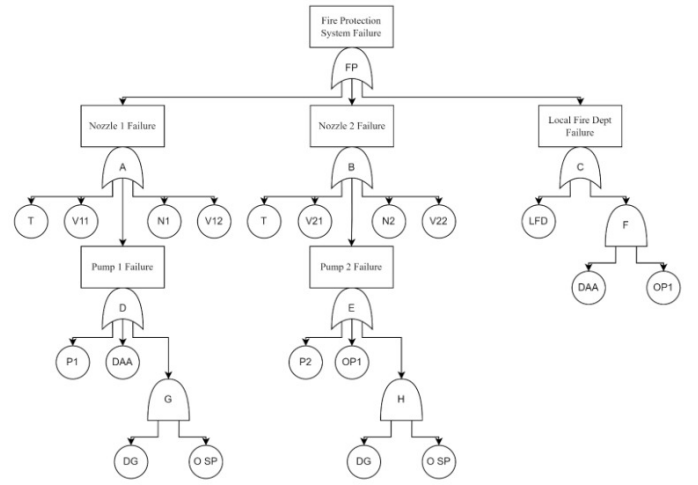 Fire Protection
System Failure
FP
Nozzle 1 Failure
Nozzle 2 Failure
Local Fire Dept
Failure
A
B
C
T
V11
N1
V12
T
V21
N2
V22
LFD
F
Pump 1 Failure
Pump 2 Failure
DAA
OP1
D
E
P1
DAA
P2
OP1
G
H
DG
O SP
DG
O SP